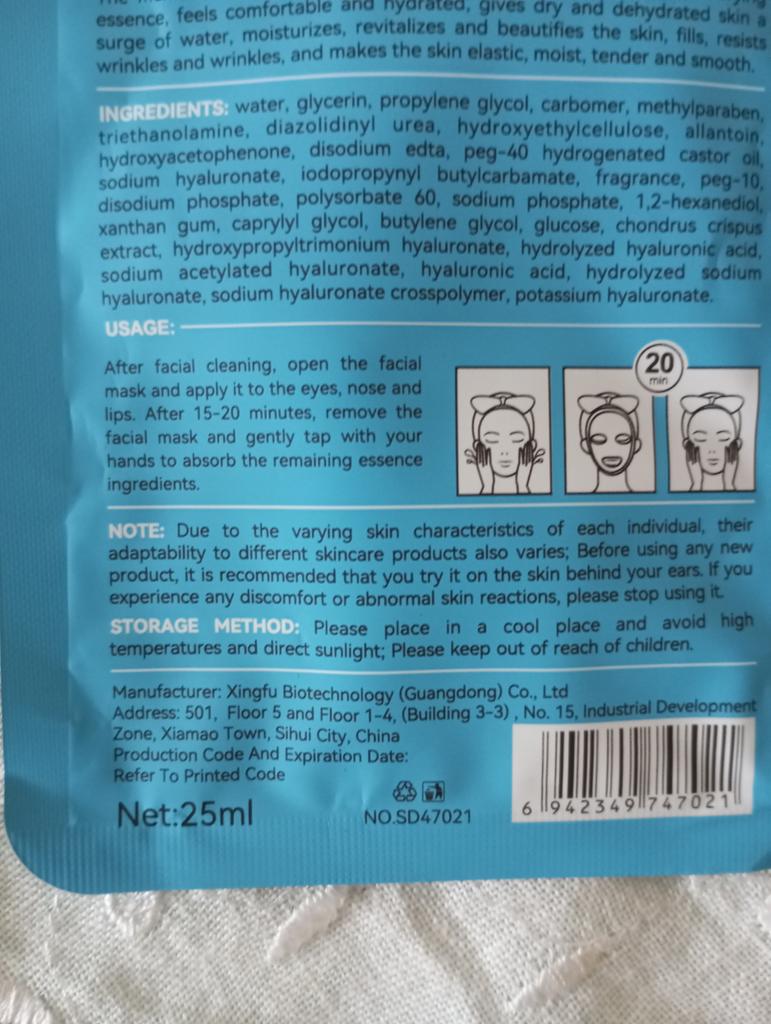 essence, feels comfortable and hydrated, gives dry and dehydrated skin a
surge of water, moisturizes, revitalizes and beautifies the skin, fills, resists
wrinkles and wrinkles, and makes the skin elastic, moist, tender and smooth.
INGREDIENTS: water, glycerin, propylene glycol, carbomer, methylparaben,
triethanolamine, diazolidinyl urea, hydroxyethylcellulose, allantoin,
hydroxyacetophenone, disodium edta, peg-40 hydrogenated castor oil,
sodium hyaluronate, iodopropynyl butylcarbamate, fragrance, peg-10,
disodium phosphate, polysorbate 60, sodium phosphate, 1,2-hexanediol,
xanthan gum, caprylyl glycol, butylene glycol, glucose, chondrus crispus
extract, hydroxypropyltrimonium hyaluronate, hydrolyzed hyaluronic acid,
sodium acetylated hyaluronate, hyaluronic acid, hydrolyzed sodium
hyaluronate, sodium hyaluronate crosspolymer, potassium hyaluronate.
USAGE:
After facial cleaning, open the facial
mask and apply it to the eyes, nose and
lips. After 15-20 minutes, remove the
facial mask and gently tap with your
hands to absorb the remaining essence
ingredients.
20
min
NOTE: Due to the varying skin characteristics of each individual, their
adaptability to different skincare products also varies; Before using any new
product, it is recommended that you try it on the skin behind your ears. If you
experience any discomfort or abnormal skin reactions, please stop using it.
STORAGE METHOD: Please place in a cool place and avoid high
temperatures and direct sunlight; Please keep out of reach of children.
Manufacturer: Xingfu Biotechnology (Guangdong) Co., Ltd
Address: 501, Floor 5 and Floor 1-4, (Building 3-3) , No. 15, Industrial Development
Zone, Xiamao Town, Sihui City, China
Production Code And Expiration Date:
Refer To Printed Code
Net:25ml
NO.SD47021
6 942349 747021